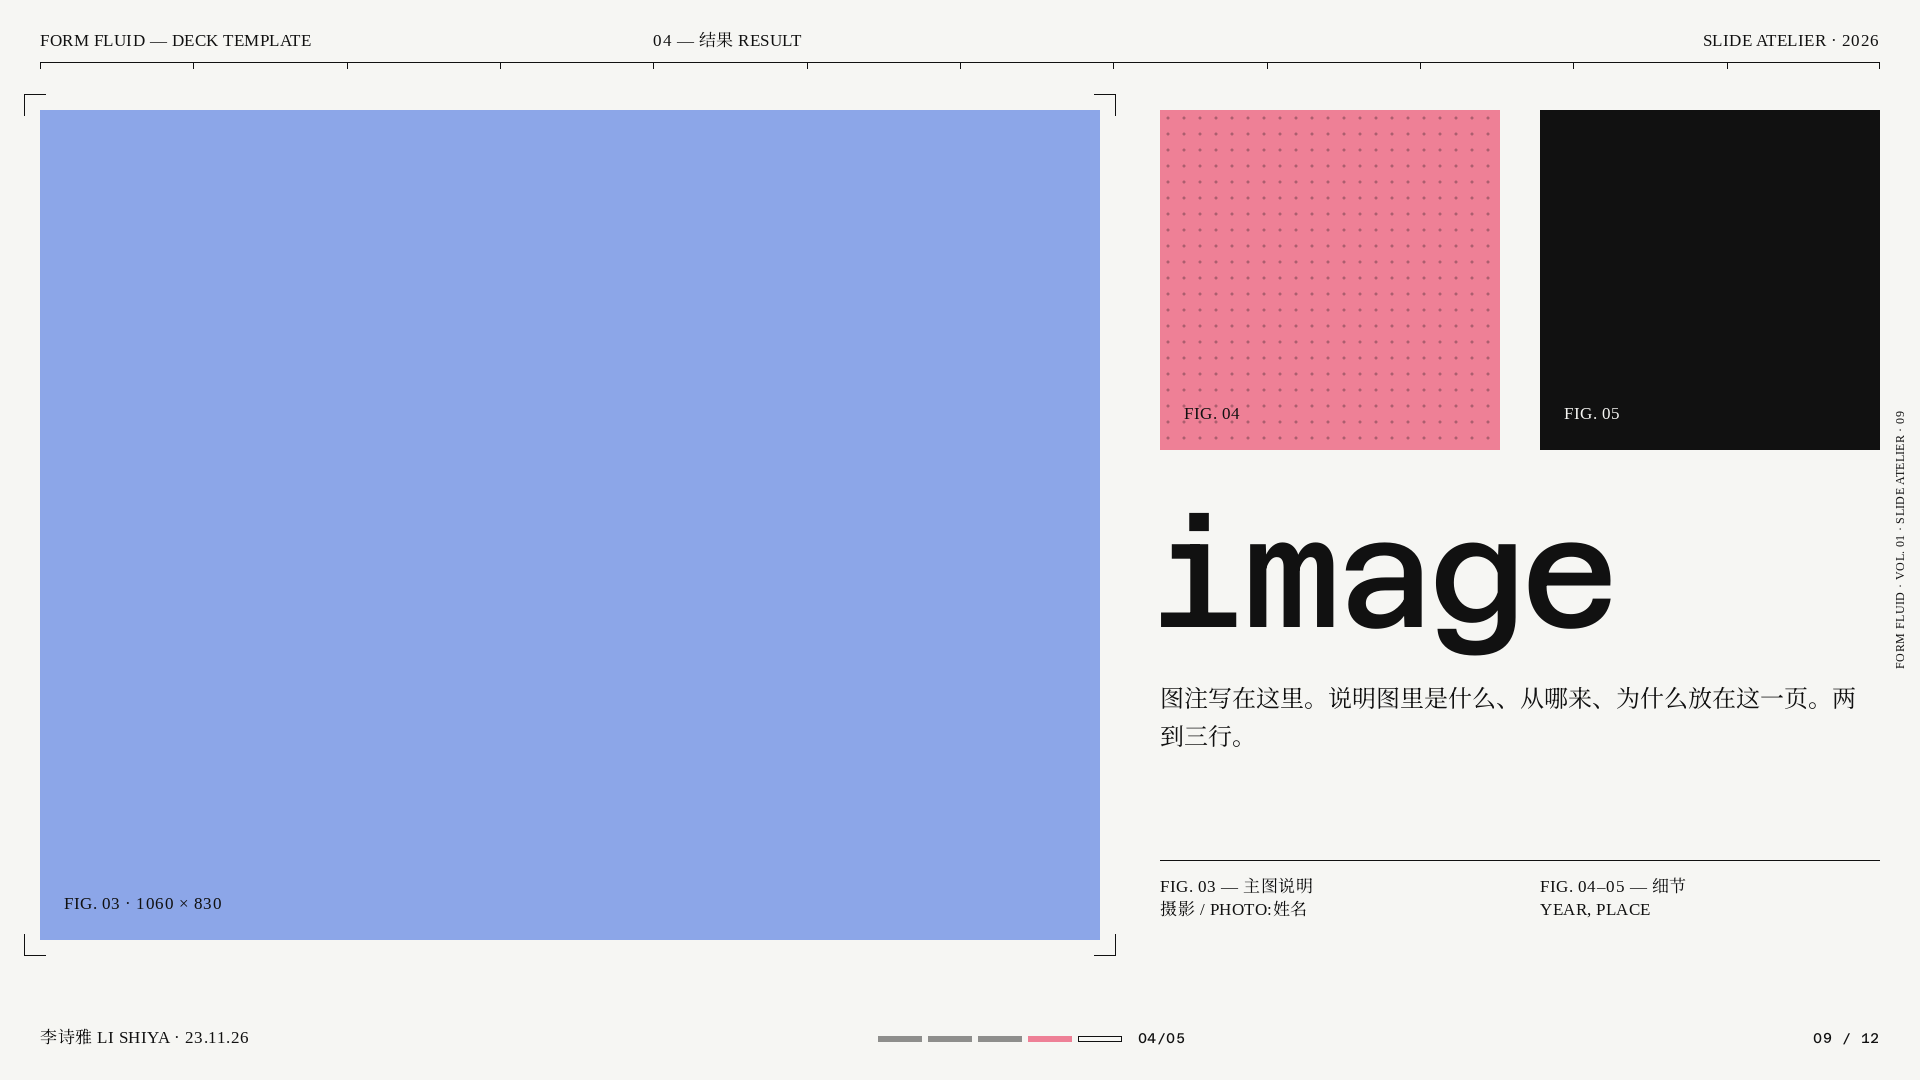 FORM FLUID — DECK TEMPLATE
04 — 结果 RESULT
SLIDE ATELIER · 2026
FIG. 03 · 1060 × 830
FIG. 04
FIG. 05
image
图注写在这里。说明图里是什么、从哪来、为什么放在这一页。两
到三行。
FIG. 03 — 主图说明
摄影 / PHOTO:姓名
FIG. 04–05 — 细节
YEAR, PLACE
FORM FLUID · VOL. 01 · SLIDE ATELIER · 09
李诗雅 LI SHIYA · 23.11.26
04/05
09 / 12